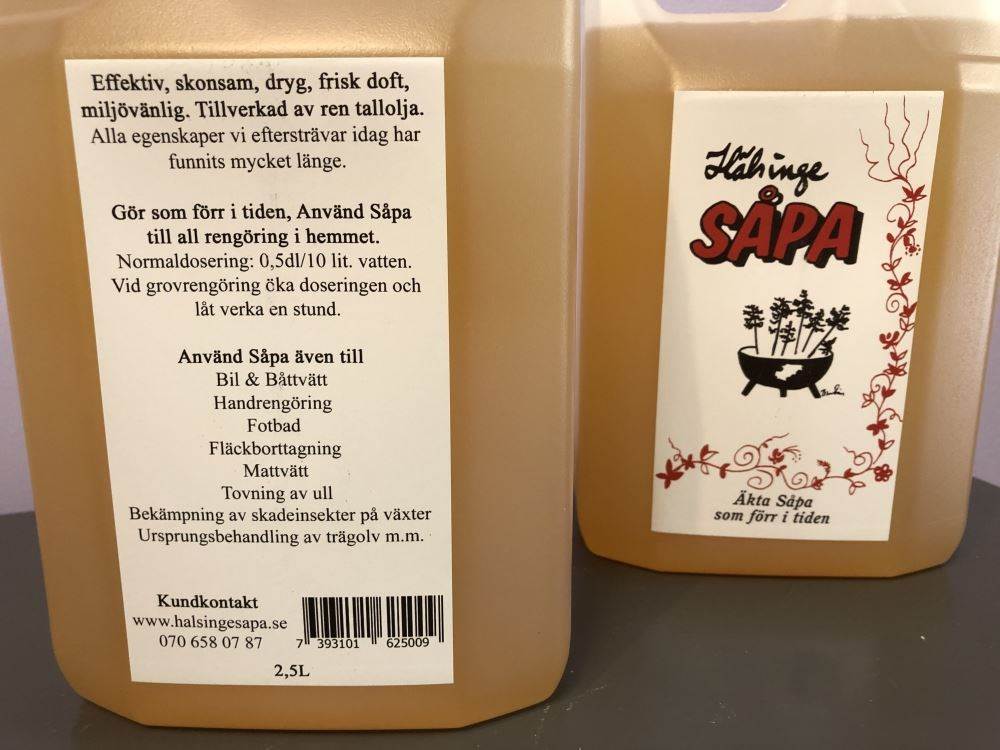 Effektiv, skonsam, dryg, frisk doft,
miljövänlig. Tillverkad av ren tallolja.
Alla egenskaper vi eftersträvar idag har
funnits mycket länge.
Gör som förr i tiden, Använd Såpa
till all rengöring i hemmet.
Normaldosering: 0,5dl/10 lit. vatten.
Vid grovrengöring öka doseringen och
låt verka en stund.
Använd Såpa även till
Bil & Båttvätt
Handrengöring
Fotbad
Fläckborttagning
Mattvätt
Tovning av ull
Bekämpning av skadeinsekter på växter
Ursprungsbehandling av trägolv m.m.
Kundkontakt
www.halsingesapa.se
070 658 07 87
7 393101 625009
2,5L
Hälsinge
SÅPA
Äkta Såpa
som förr i tiden